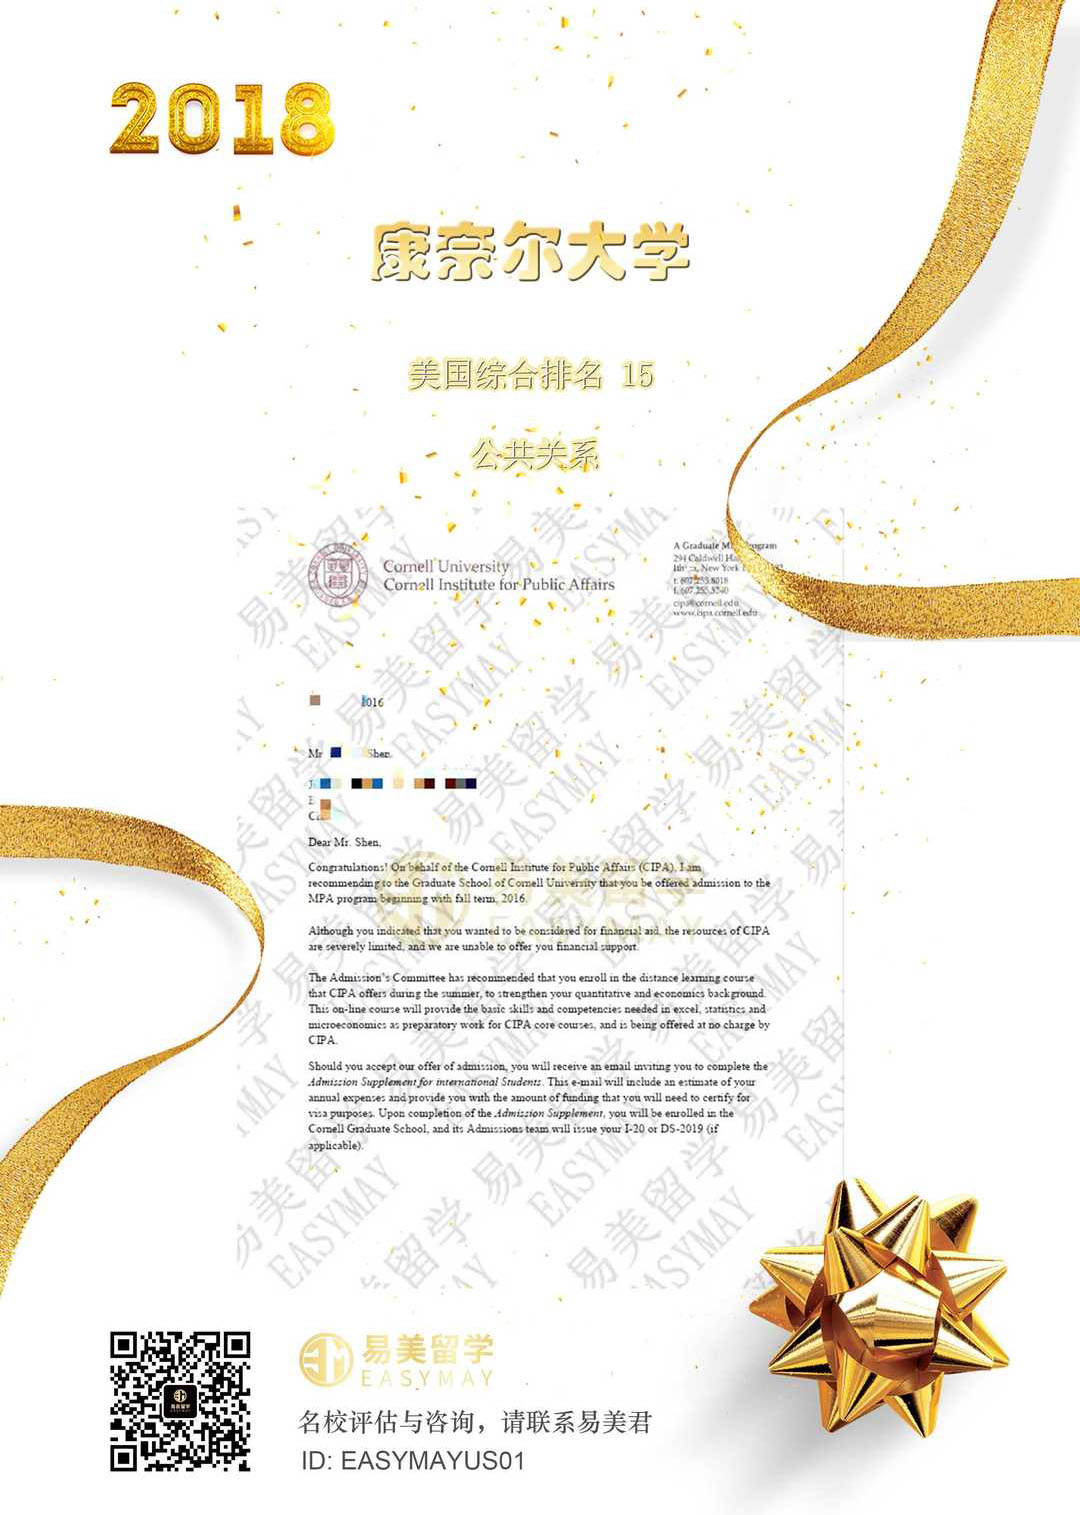 2018
康奈尔大学
美国综合排名 15
公共关系
Cornell University
Cornell Institute for Public Affairs
A Graduate
294 Caldwell
New York
t. 607.255.8018
f. 607.255.5240
cipa@cornell.edu
www.cipa.cornell.edu
2016
Mr Shen,
Dear Mr. Shen,
Congratulations! On behalf of the Cornell Institute for Public Affairs (CIPA), I am
recommending to the Graduate School of Cornell University that you be offered admission to the
MPA program beginning with fall term, 2016.
Although you indicated that you wanted to be considered for financial aid, the resources of CIPA
are severely limited, and we are unable to offer you financial support.
The Admission's Committee has recommended that you enroll in the distance learning course
that CIPA offers during the summer, to strengthen your quantitative and economics background.
This on-line course will provide the basic skills and competencies needed in excel, statistics and
microeconomics as preparatory work for CIPA core courses, and is being offered at no charge by
CIPA.
Should you accept our offer of admission, you will receive an email inviting you to complete the
Admission Supplement for international Students. This e-mail will include an estimate of your
annual expenses and provide you with the amount of funding that you will need to certify for
visa purposes. Upon completion of the Admission Supplement, you will be enrolled in the
Cornell Graduate School, and its Admissions team will issue your I-20 or DS-2019 (if
applicable).
易美留学
EASYMAY
名校评估与咨询，请联系易美君
ID: EASYMAYUS01